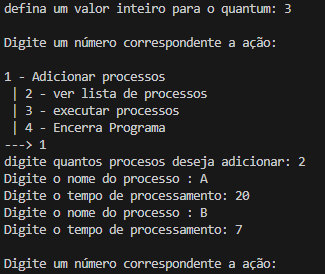 defina um valor inteiro para o quantum: 3
Digite um número correspondente a ação:
1 - Adicionar processos
| 2 - ver lista de processos
| 3 - executar processos
| 4 - Encerra Programa
---> 1
digite quantos procesos deseja adicionar: 2
Digite o nome do processo : A
Digite o tempo de processamento: 20
Digite o nome do processo : B
Digite o tempo de processamento: 7
Digite um número correspondente a ação: